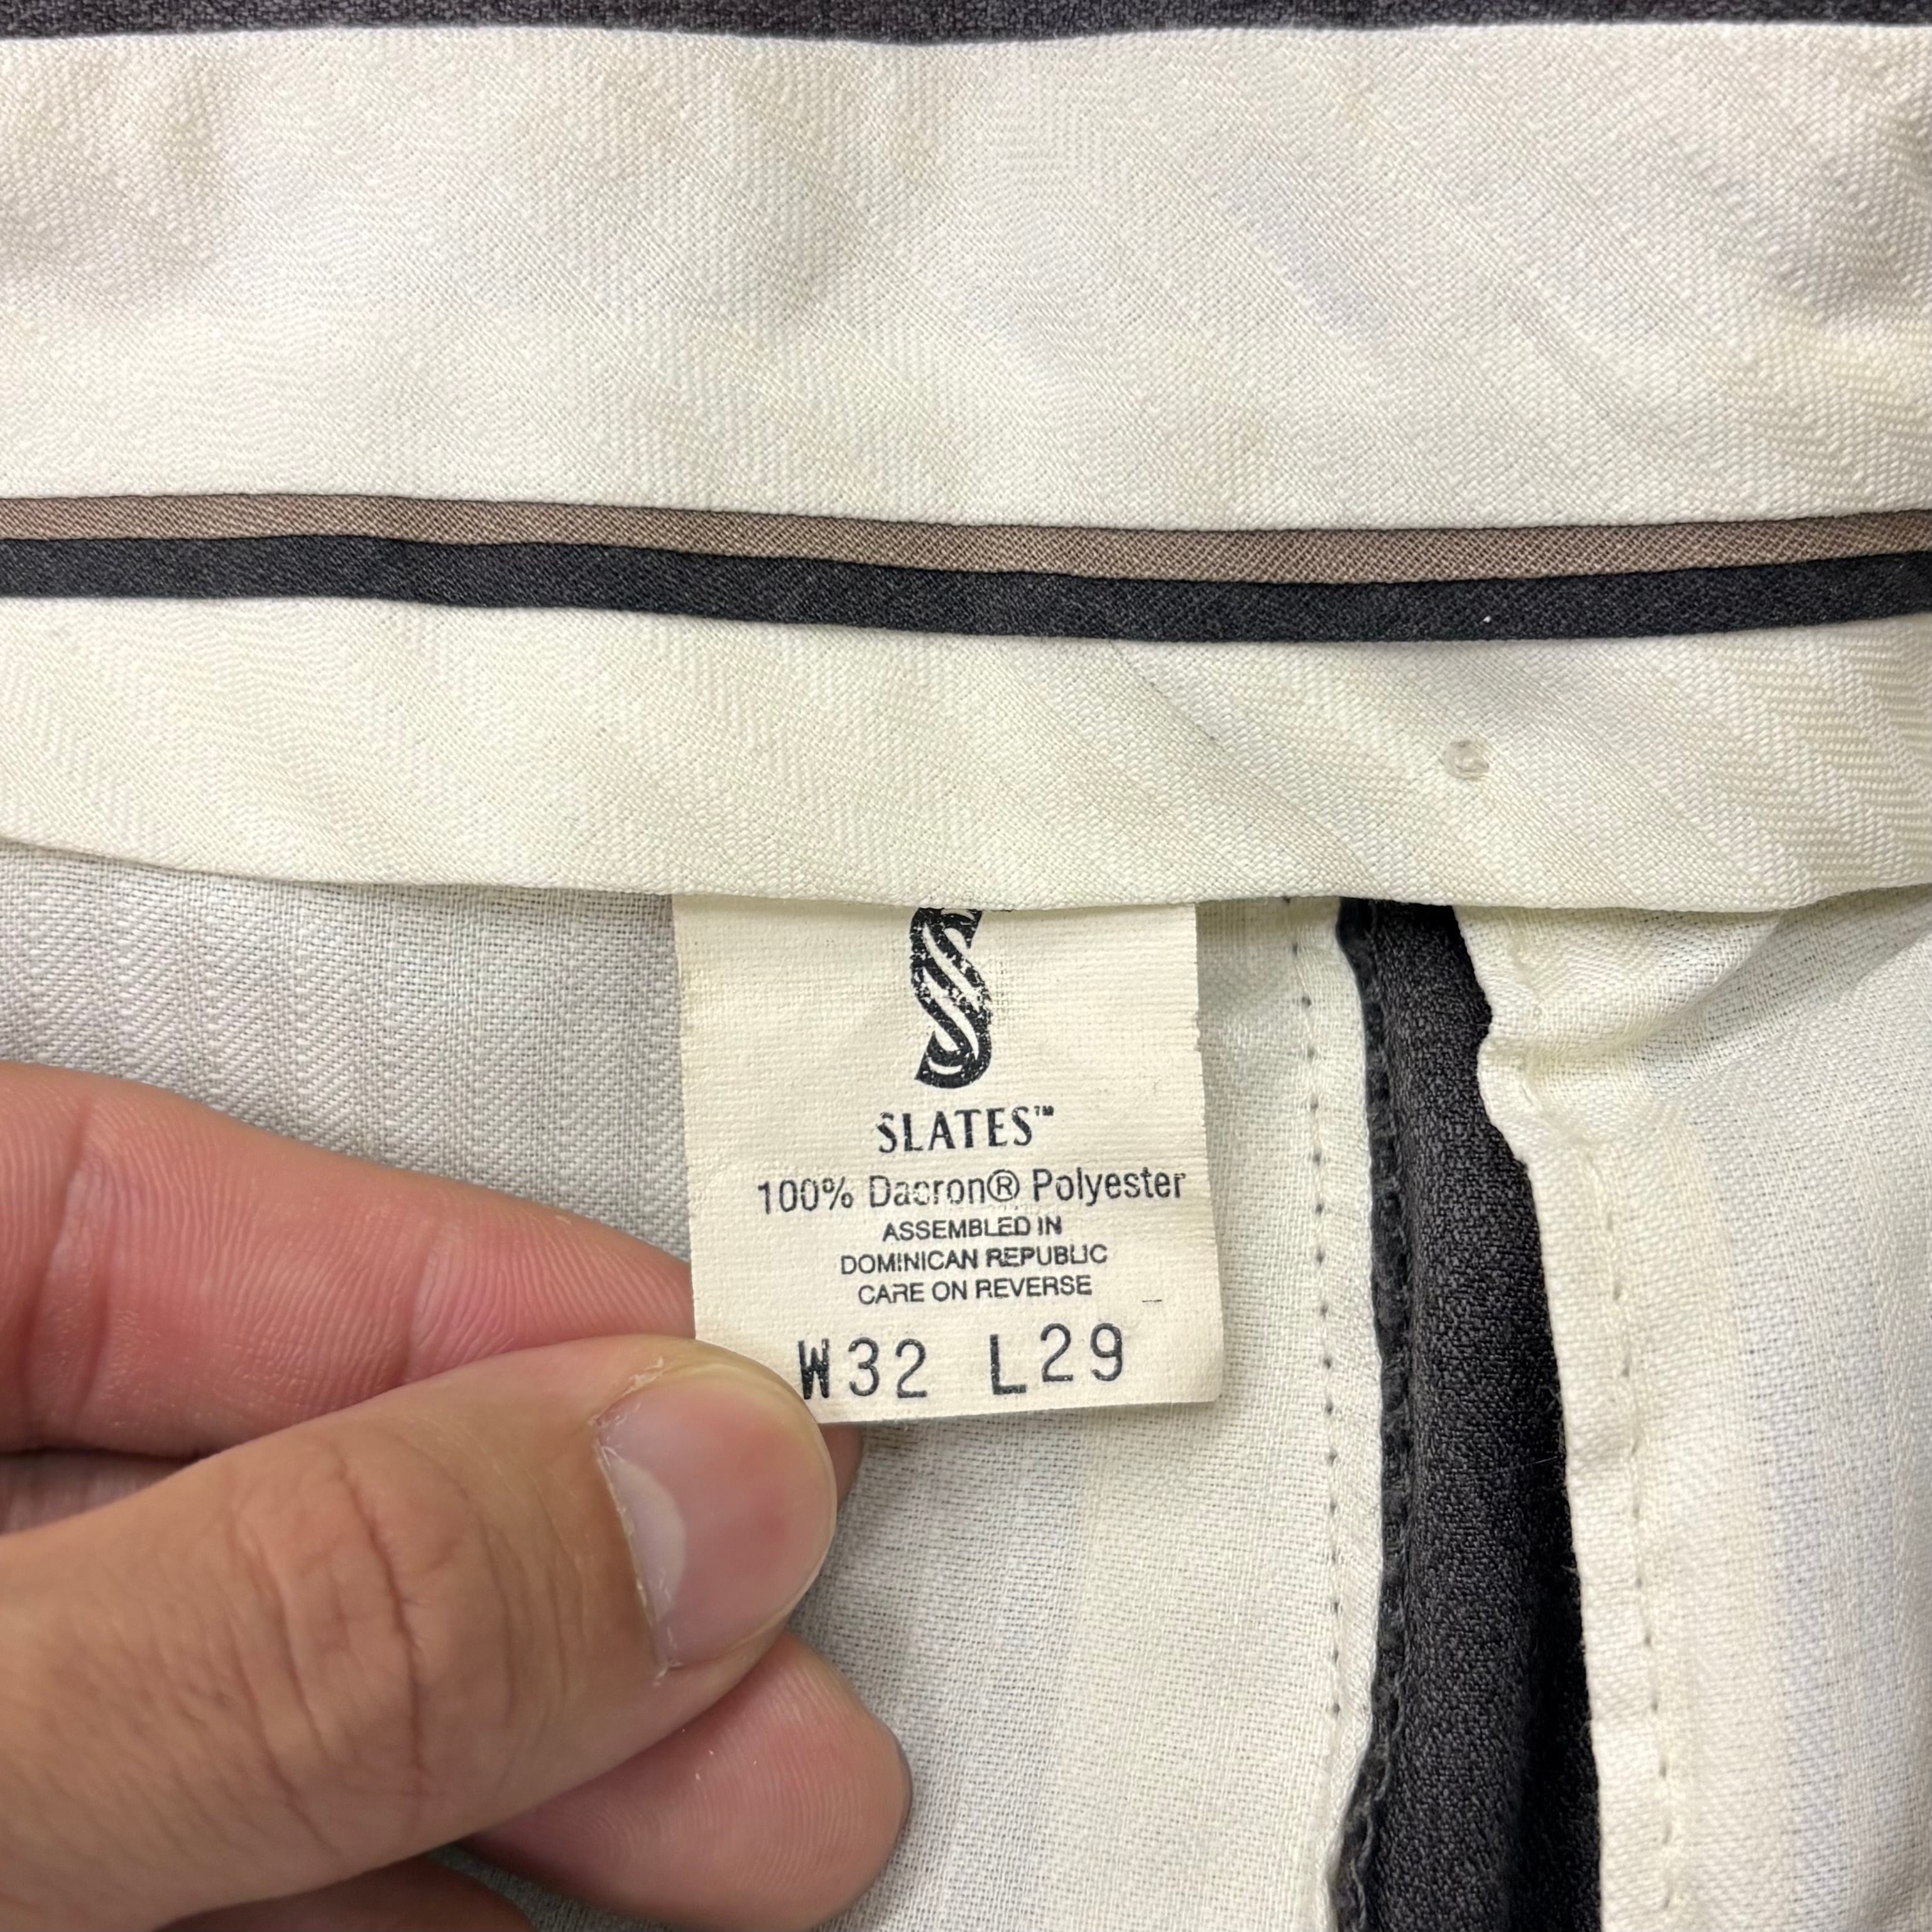 S
SLATES™
100% Dacron® Polyester
ASSEMBLED IN
DOMINICAN REPUBLIC
CARE ON REVERSE
W32 L29